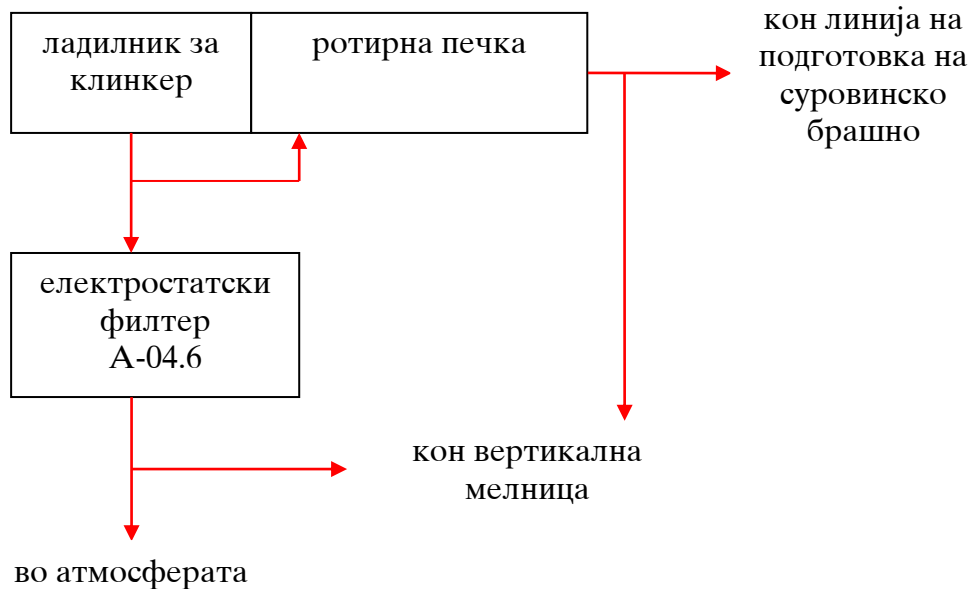 ладилник за
клинкер
ротирна печка
кон линија на
подготовка на
суровинско
брашно
електростатски
филтер
А-04.6
кон вертикална
мелница
во атмосферата